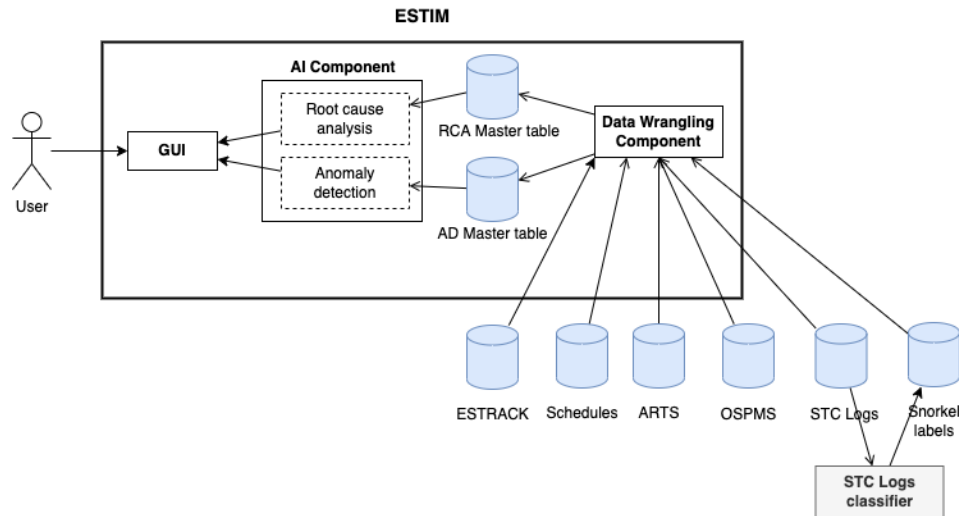 ESTIM
AI Component
Root cause
analysis
RCA Master table
Data Wrangling
Component
GUI
User
Anomaly
detection
AD Master table
ESTRACK
Schedules
ARTS
OSPMS
STC Logs
Snorkel
labels
STC Logs
classifier